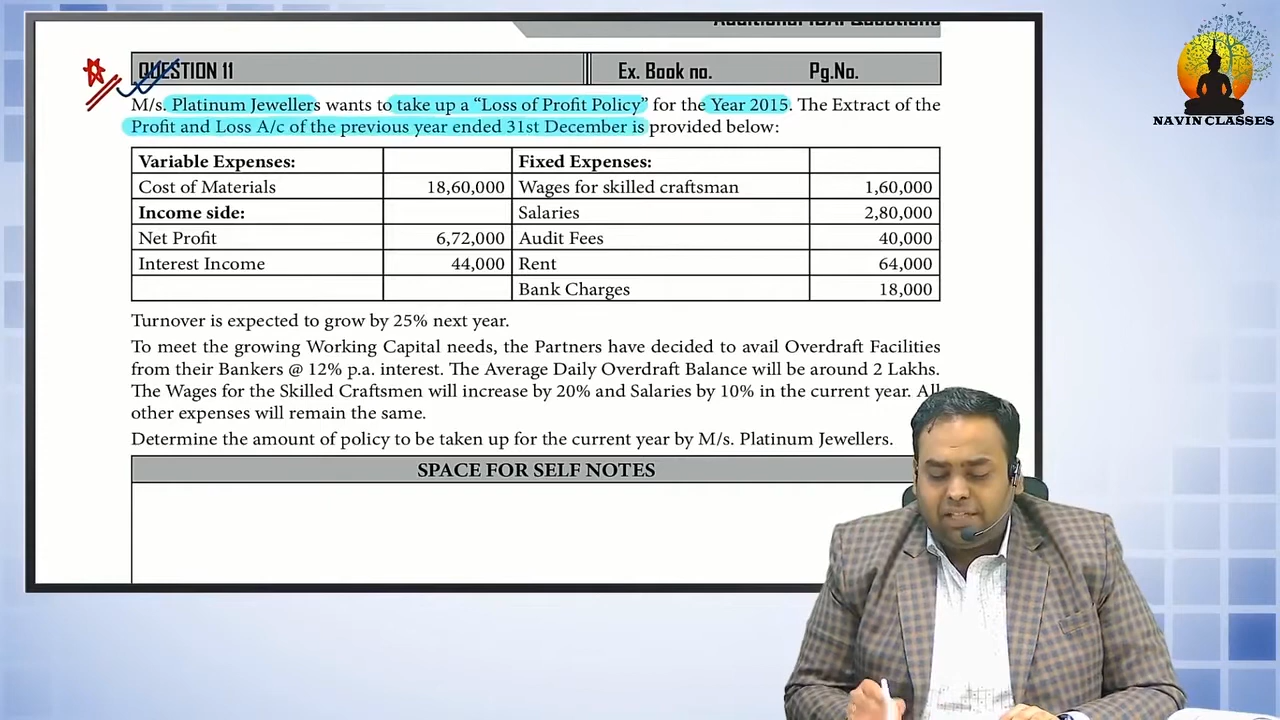 Additional ICAI Questions
QUESTION 11 Ex. Book no. Pg.No.
M/s. Platinum Jewellers wants to take up a “Loss of Profit Policy” for the Year 2015. The Extract of the
Profit and Loss A/c of the previous year ended 31st December is provided below:
Variable Expenses: Fixed Expenses:
Cost of Materials 18,60,000 Wages for skilled craftsman 1,60,000
Income side: Salaries 2,80,000
Net Profit 6,72,000 Audit Fees 40,000
Interest Income 44,000 Rent 64,000
Bank Charges 18,000
Turnover is expected to grow by 25% next year.
To meet the growing Working Capital needs, the Partners have decided to avail Overdraft Facilities
from their Bankers @ 12% p.a. interest. The Average Daily Overdraft Balance will be around 2 Lakhs.
The Wages for the Skilled Craftsmen will increase by 20% and Salaries by 10% in the current year. All
other expenses will remain the same.
Determine the amount of policy to be taken up for the current year by M/s. Platinum Jewellers.
SPACE FOR SELF NOTES
NAVIN CLASSES